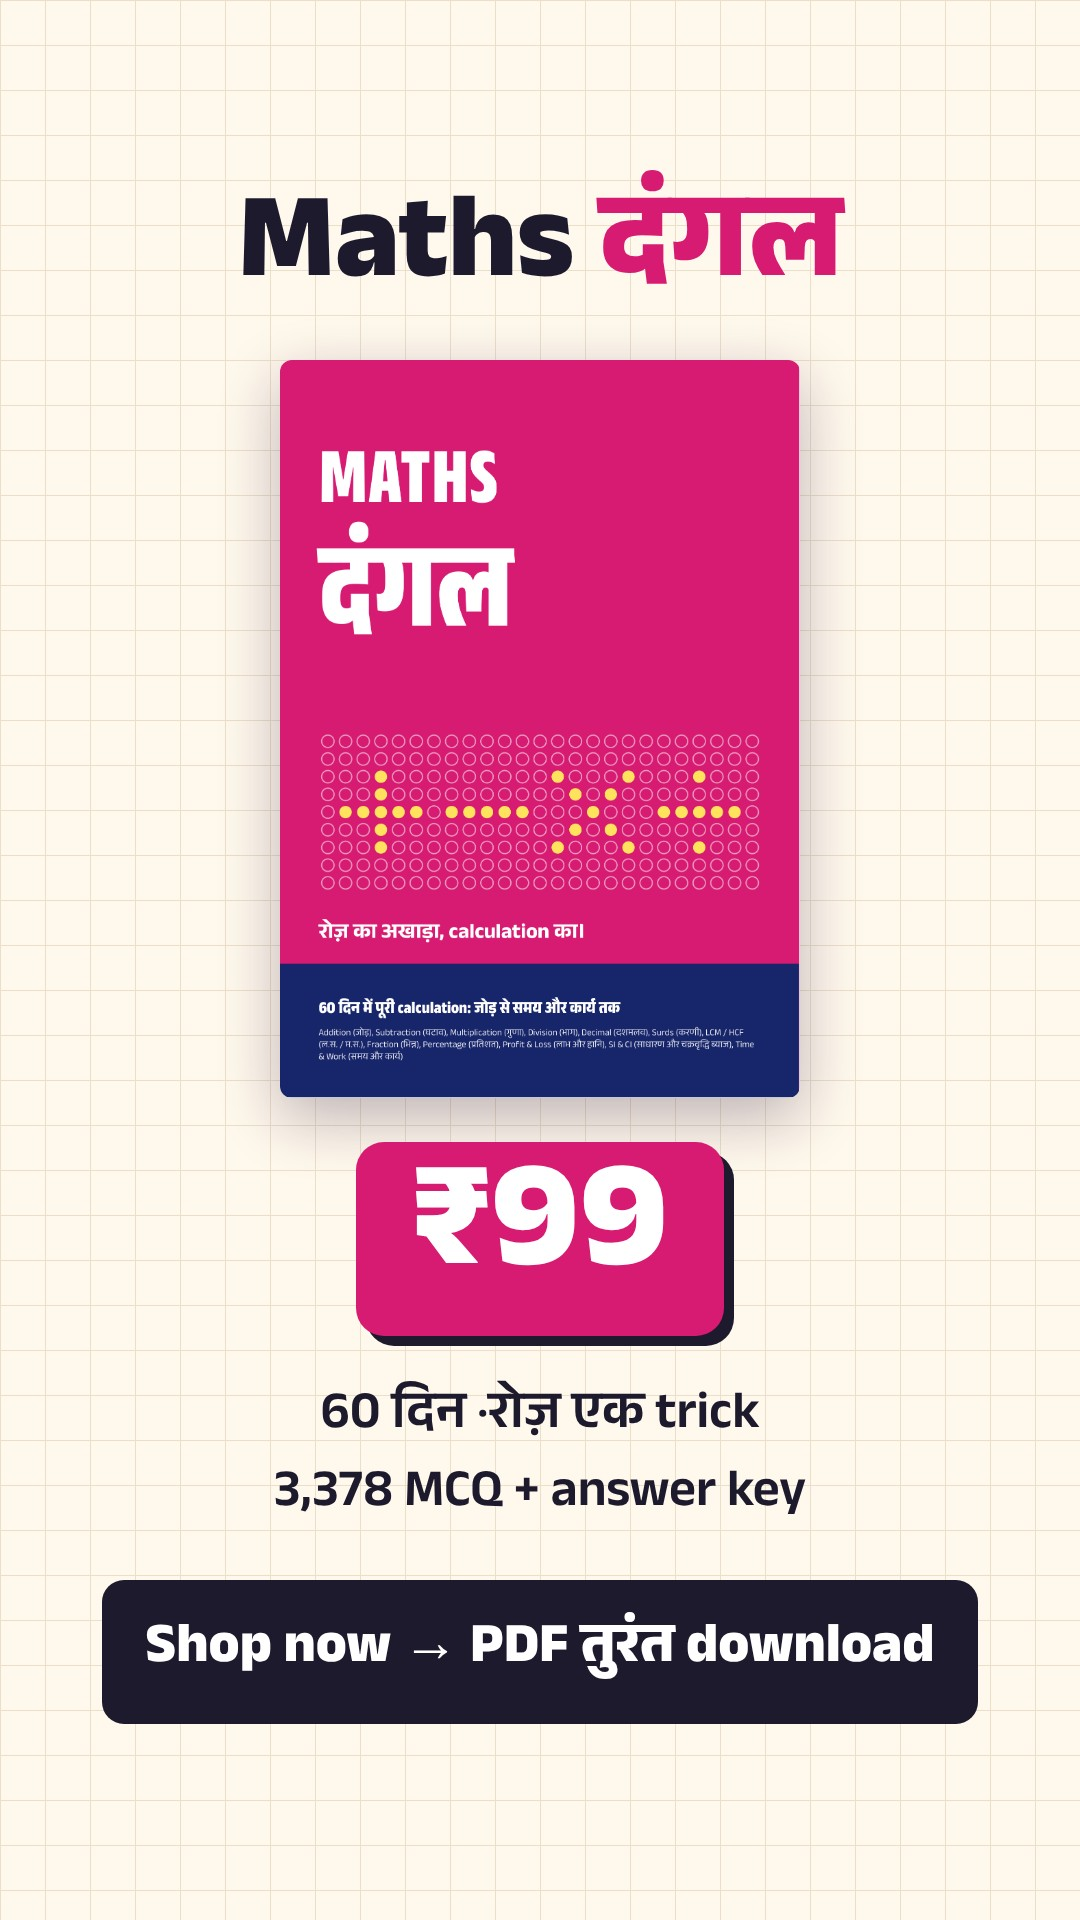 Maths दंगल
MATHS
दंगल
रोज़ का अखाड़ा, calculation का।
60 दिन में पूरी calculation: जोड़ से समय और कार्य तक
Addition (जोड़), Subtraction (घटाव), Multiplication (गुणा), Division (भाग), Decimal (दशमलव), Surds (करणी), LCM / HCF
(ल.स. / म.स.), Fraction (भिन्न), Percentage (प्रतिशत), Profit & Loss (लाभ और हानि), SI & CI (साधारण और चक्रवृद्धि ब्याज), Time
& Work (समय और कार्य)
₹99
60 दिन ·रोज़ एक trick
3,378 MCQ + answer key
Shop now → PDF तुरंत download